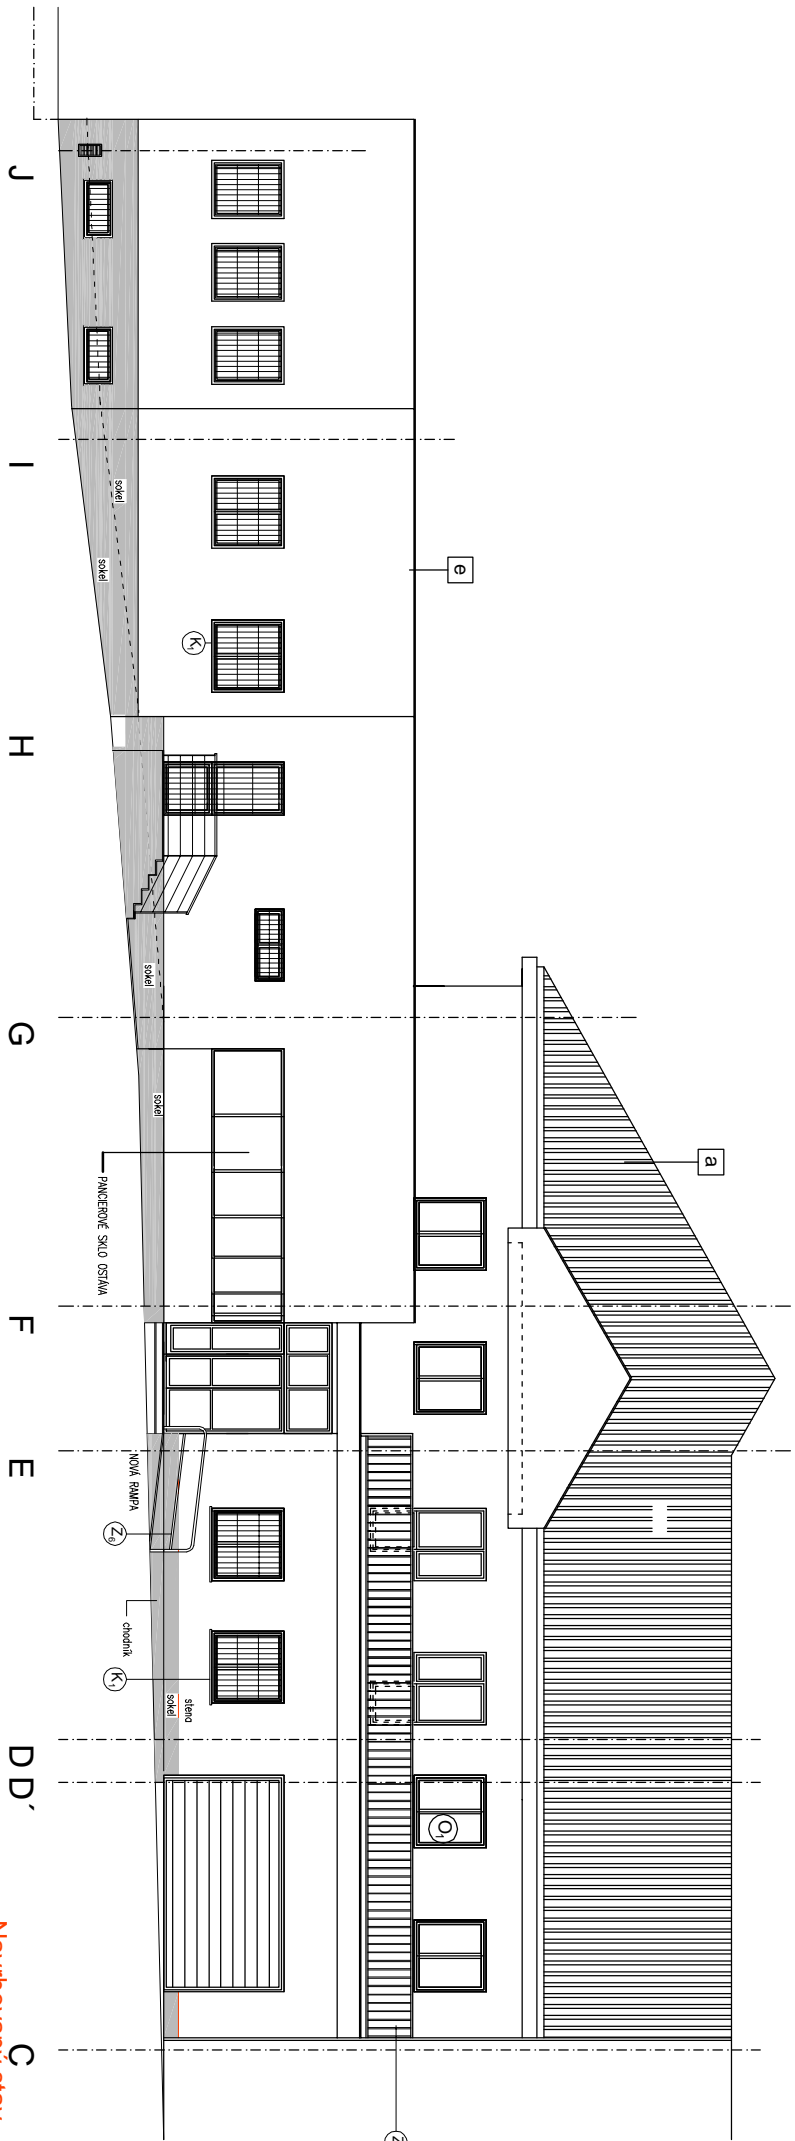 e
a
K₁
sokel
sokel
sokel
sokel
PANCIEROVÉ SKLO OSTÁVA
NOVÁ RAMPA
Z₆
chodník
K₁
stena
sokel
O₁
J
I
H
G
F
E
D D´
C